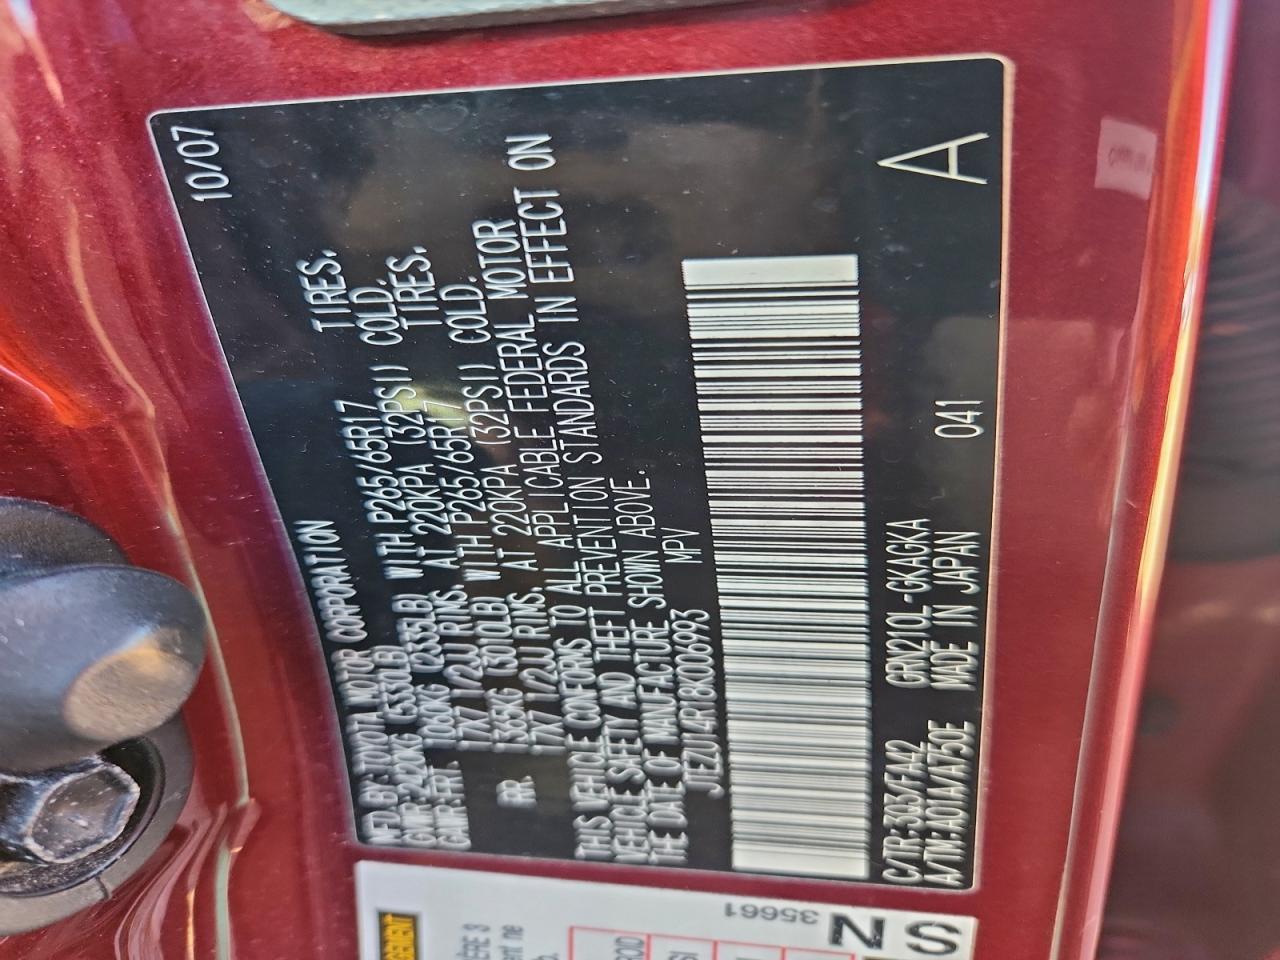 MFD.BY:TOYOTA MOTOR CORPORATION 10/07
GVWR 2420KG (5336LB)
GAWR:FRT. 1060KG (2335LB) WITH P265/65R17 TIRES.
17X7 1/2JJ RIMS, AT 220KPA (32PSI) COLD.
RR. 1365KG (3010LB) WITH P265/65R17 TIRES.
17X7 1/2JJ RIMS, AT 220KPA (32PSI) COLD.
THIS VEHICLE CONFORMS TO ALL APPLICABLE FEDERAL MOTOR
VEHICLE SAFETY AND THEFT PREVENTION STANDARDS IN EFFECT ON
THE DATE OF MANUFACTURE SHOWN ABOVE.
JTEZU14R18K006993 MPV
C/TR:3Q3/FA42 GRN210L-GKAGKA
A/TM:A01A/A750E MADE IN JAPAN 041
A
35661
N
S